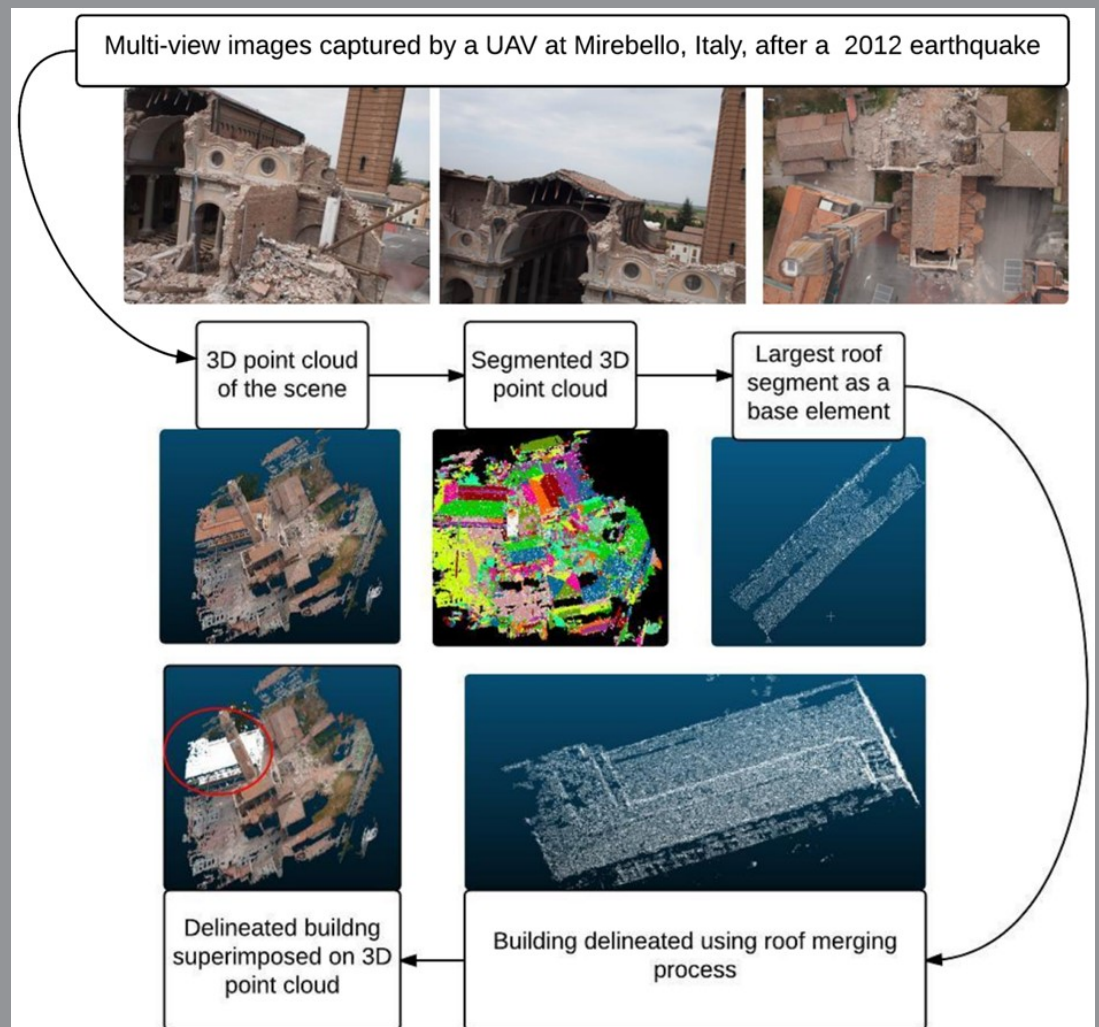 Multi-view images captured by a UAV at Mirebello, Italy, after a 2012 earthquake
3D point cloud
of the scene
Segmented 3D
point cloud
Largest roof
segment as a
base element
Delineated buildng
superimposed on 3D
point cloud
Building delineated using roof merging
process